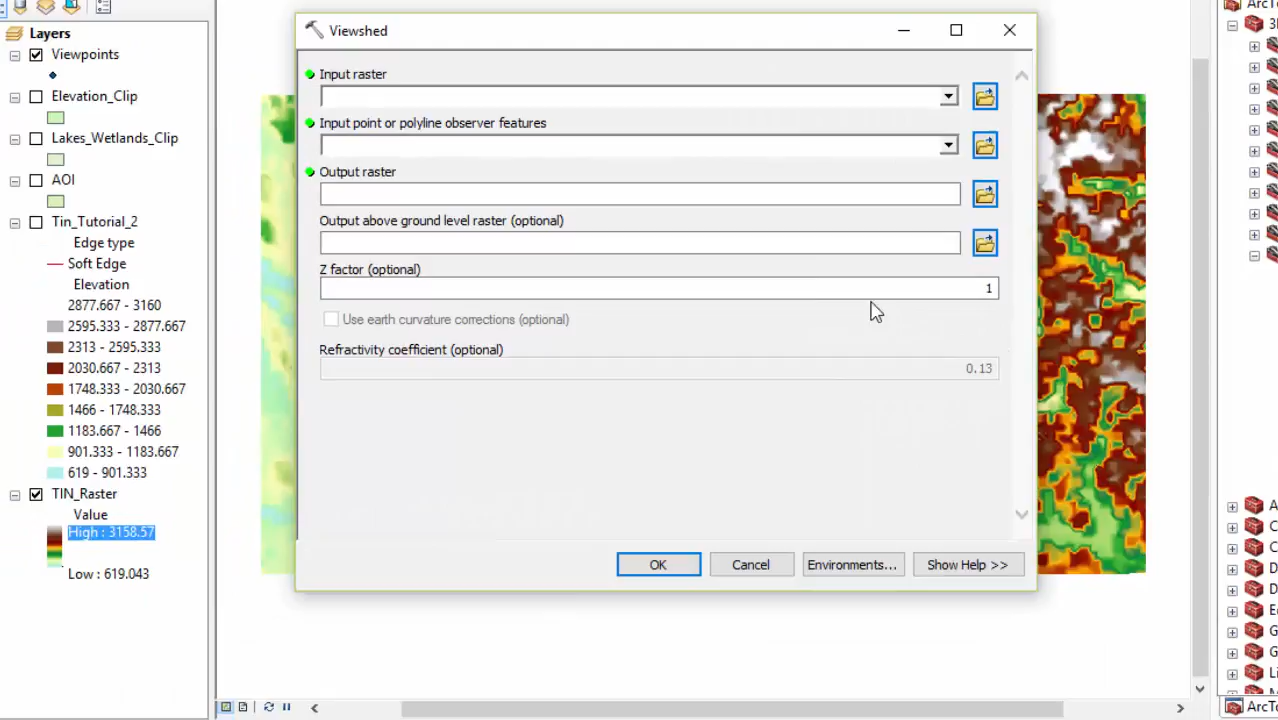 Layers
Viewpoints
Elevation_Clip
Lakes_Wetlands_Clip
AOI
Tin_Tutorial_2
Edge type
Soft Edge
Elevation
2877.667 - 3160
2595.333 - 2877.667
2313 - 2595.333
2030.667 - 2313
1748.333 - 2030.667
1466 - 1748.333
1183.667 - 1466
901.333 - 1183.667
619 - 901.333
TIN_Raster
Value
High : 3158.57
Low : 619.043
Viewshed
Input raster
Input point or polyline observer features
Output raster
Output above ground level raster (optional)
Z factor (optional)
1
Use earth curvature corrections (optional)
Refractivity coefficient (optional)
0.13
OK
Cancel
Environments...
Show Help >>
ArcTo
3
A
C
C
D
D
E
G
G
Li
ArcTo